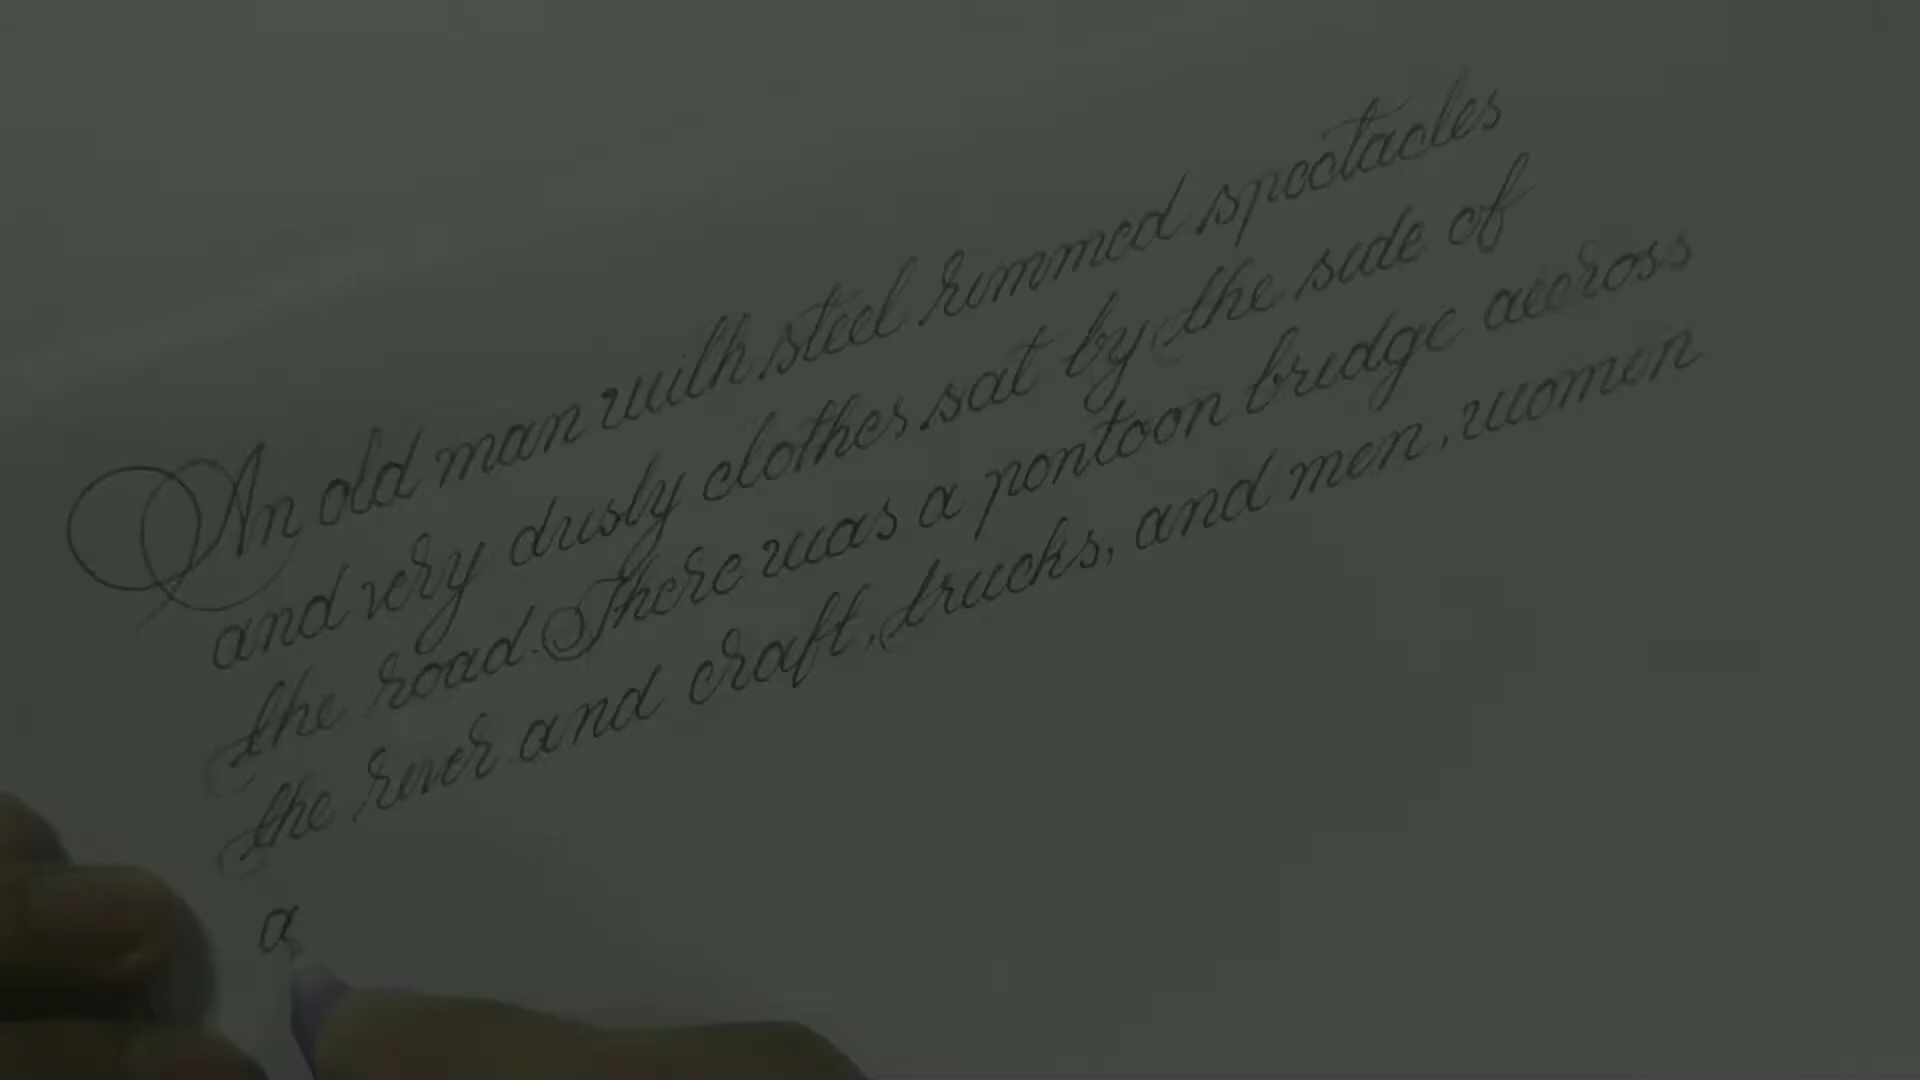 An old man with steel rimmed spectacles
and very dusty clothes sat by the side of
the road. There was a pontoon bridge accross
the river and craft, trucks, and men, women
a